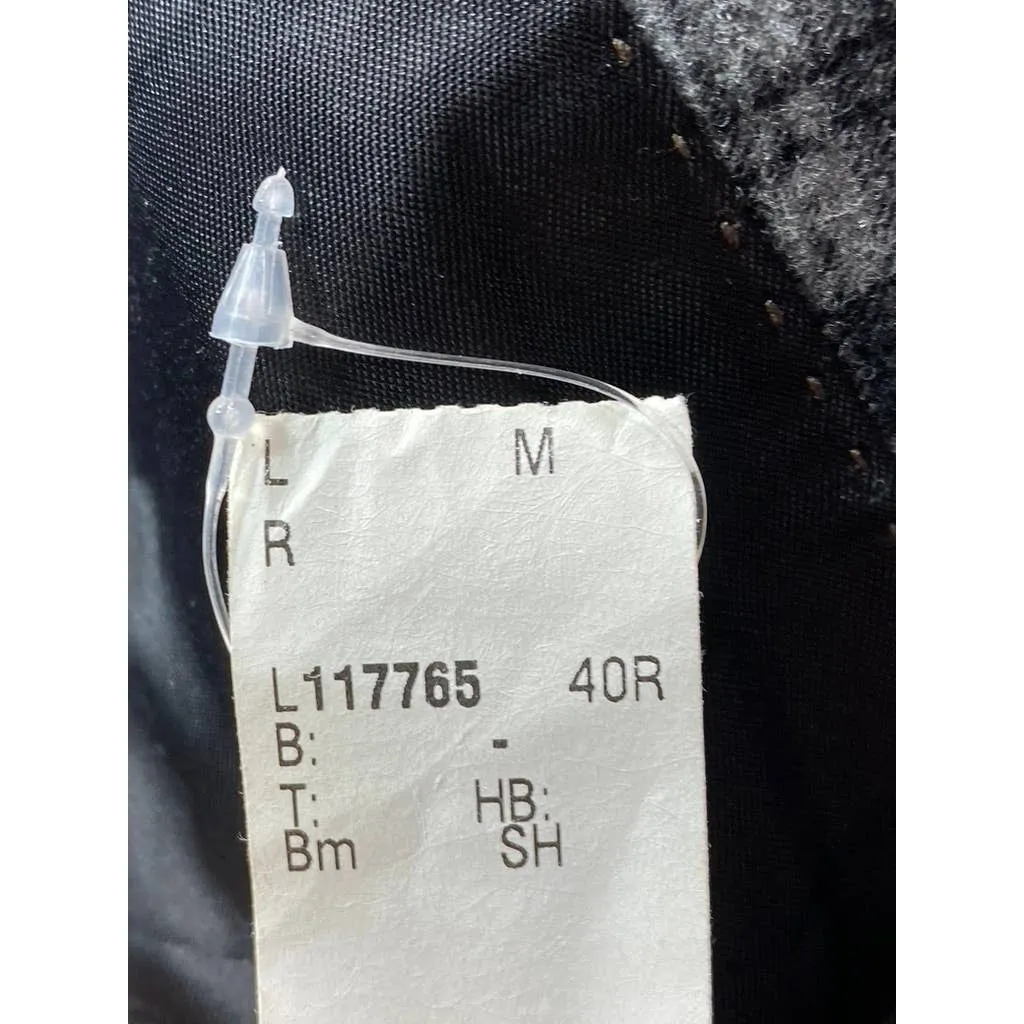 L M
R
L117765 40R
B: -
T: HB:
Bm SH